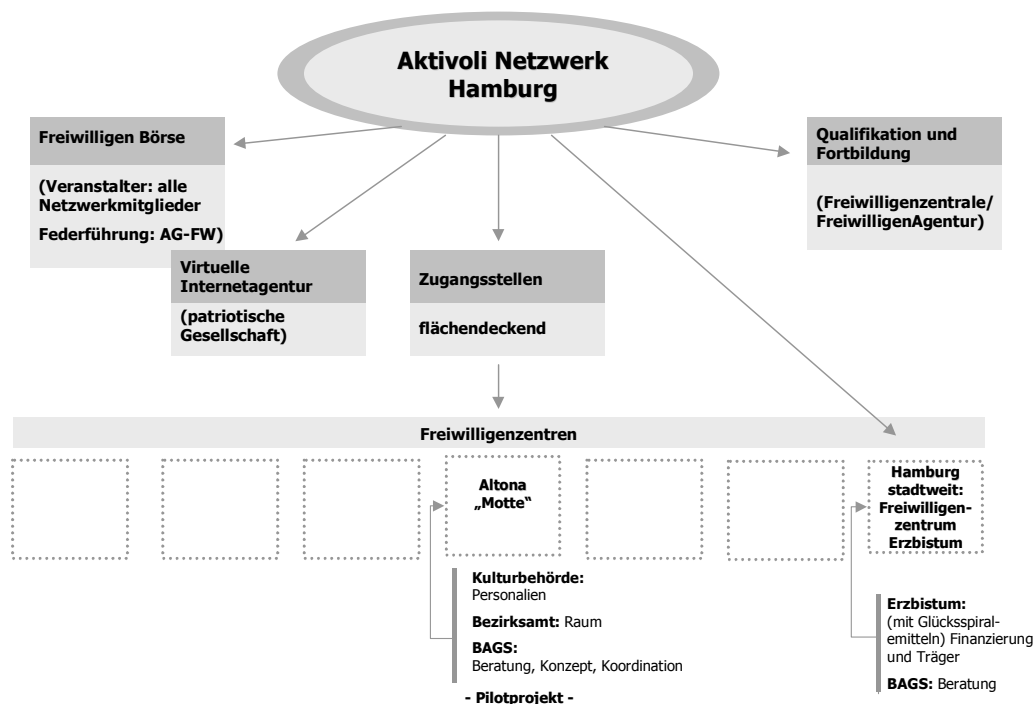 Aktivoli Netzwerk
Hamburg
Freiwilligen Börse
(Veranstalter: alle
Netzwerkmitglieder
Federführung: AG-FW)
Qualifikation und
Fortbildung
(Freiwilligenzentrale/
FreiwilligenAgentur)
Virtuelle
Internetagentur
(patriotische
Gesellschaft)
Zugangsstellen
flächendeckend
Freiwilligenzentren
Altona
„Motte“
Hamburg
stadtweit:
Freiwilligen-
zentrum
Erzbistum
Kulturbehörde:
Personalien
Bezirksamt: Raum
BAGS:
Beratung, Konzept, Koordination
- Pilotprojekt -
Erzbistum:
(mit Glücksspiral-
emitteln) Finanzierung
und Träger
BAGS: Beratung